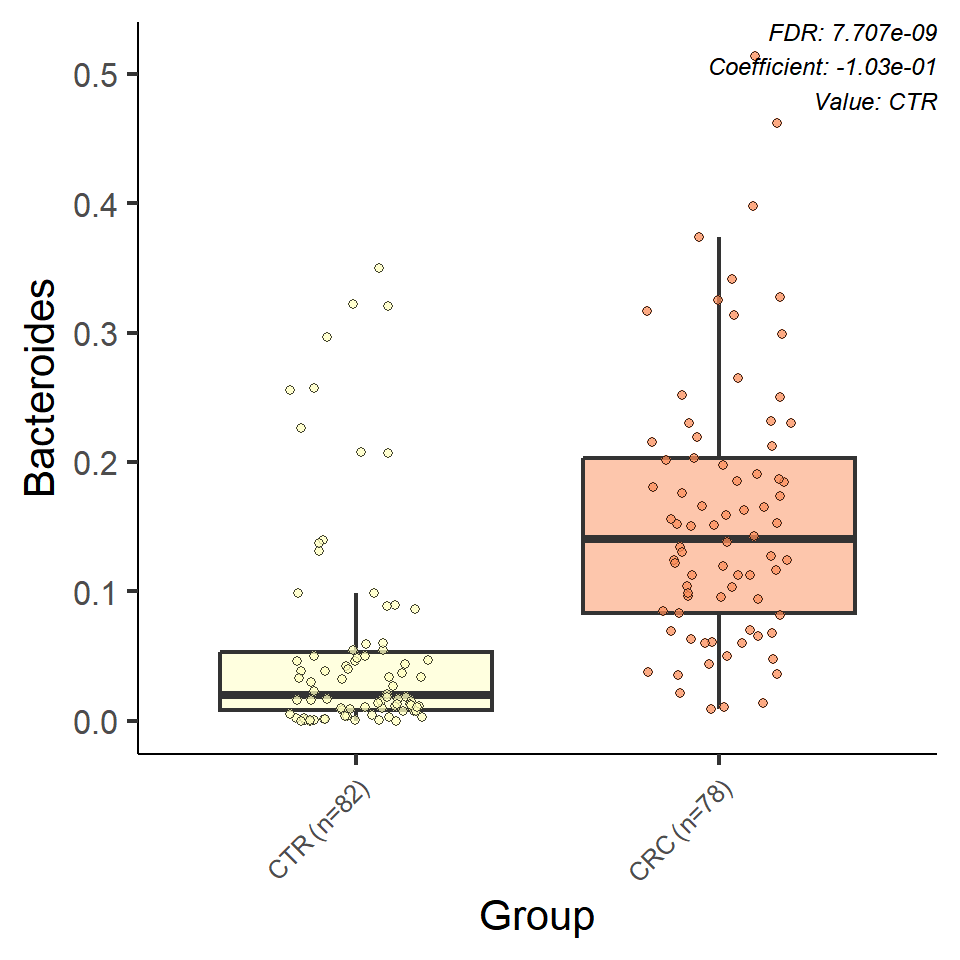 FDR: 7.707e-09
Coefficient: -1.03e-01
Value: CTR
0.5
0.4
0.3
0.2
0.1
0.0
Bacteroides
CTR (n=82)
CRC (n=78)
Group